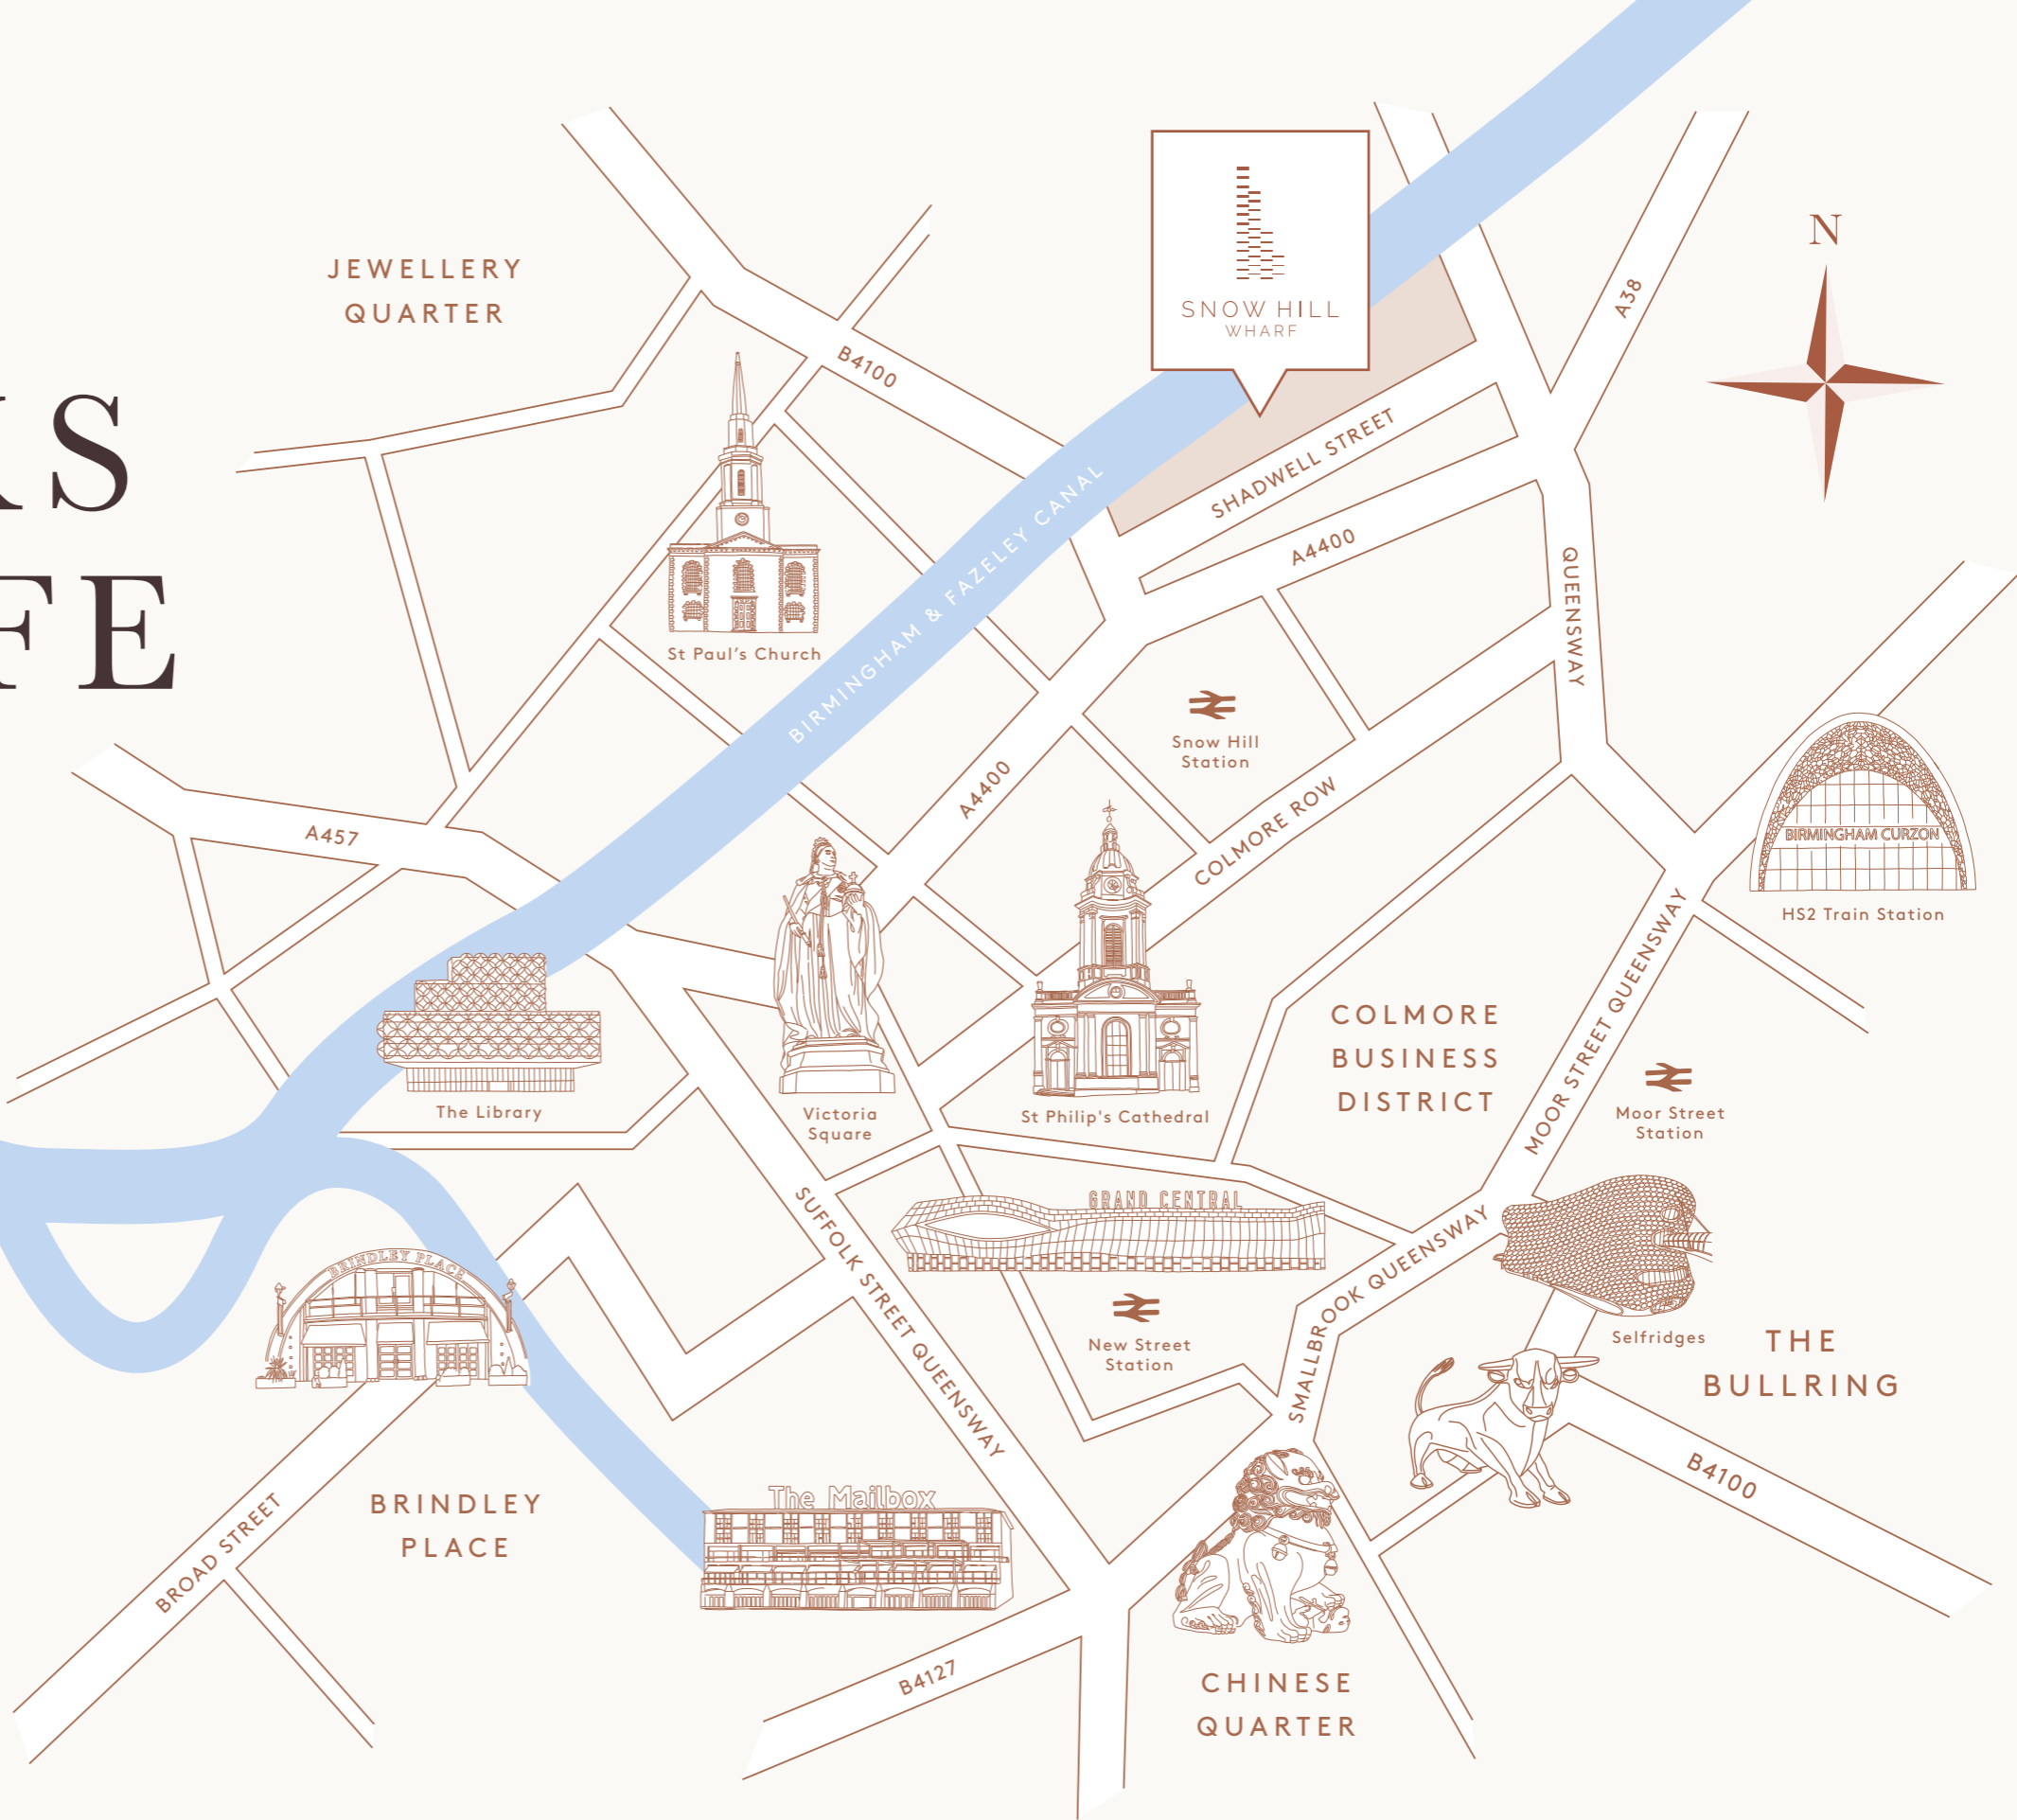 JEWELLERY
QUARTER
KS
FE
SNOW HILL
WHARF
N
A38
B4100
SHADWELL STREET
A4400
QUEENSWAY
BIRMINGHAM & FAZELEY CANAL
St Paul's Church
Snow Hill
Station
A4400
COLMORE ROW
A457
BIRMINGHAM CURZON
HS2 Train Station
MOOR STREET QUEENSWAY
COLMORE
BUSINESS
DISTRICT
Moor Street
Station
The Library
Victoria
Square
St Philip's Cathedral
GRAND CENTRAL
SUFFOLK STREET QUEENSWAY
SMALLBROOK QUEENSWAY
BRINDLEY PLACE
New Street
Station
Selfridges
THE
BULLRING
B4100
BRINDLEY
PLACE
BROAD STREET
The Mailbox
B4127
CHINESE
QUARTER